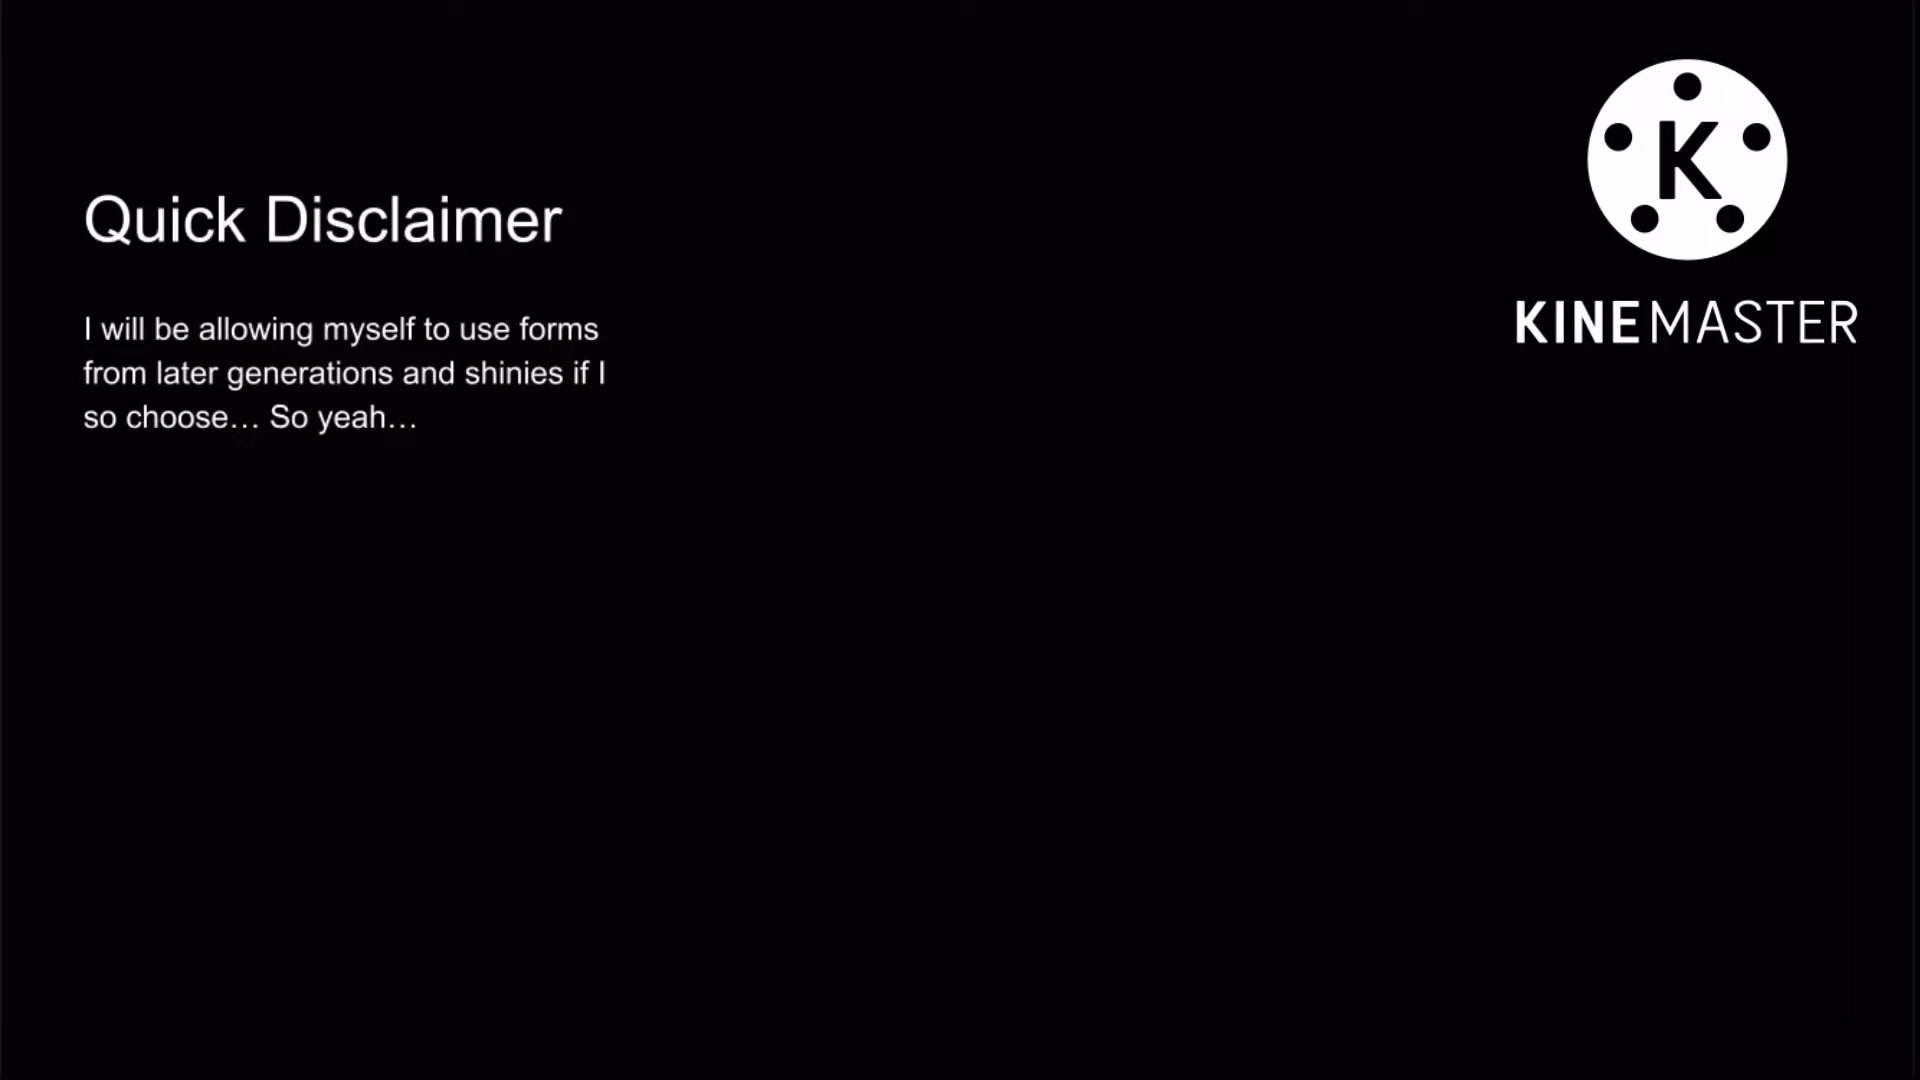 Quick Disclaimer
I will be allowing myself to use forms
from later generations and shinies if I
so choose… So yeah…
K
KINEMASTER